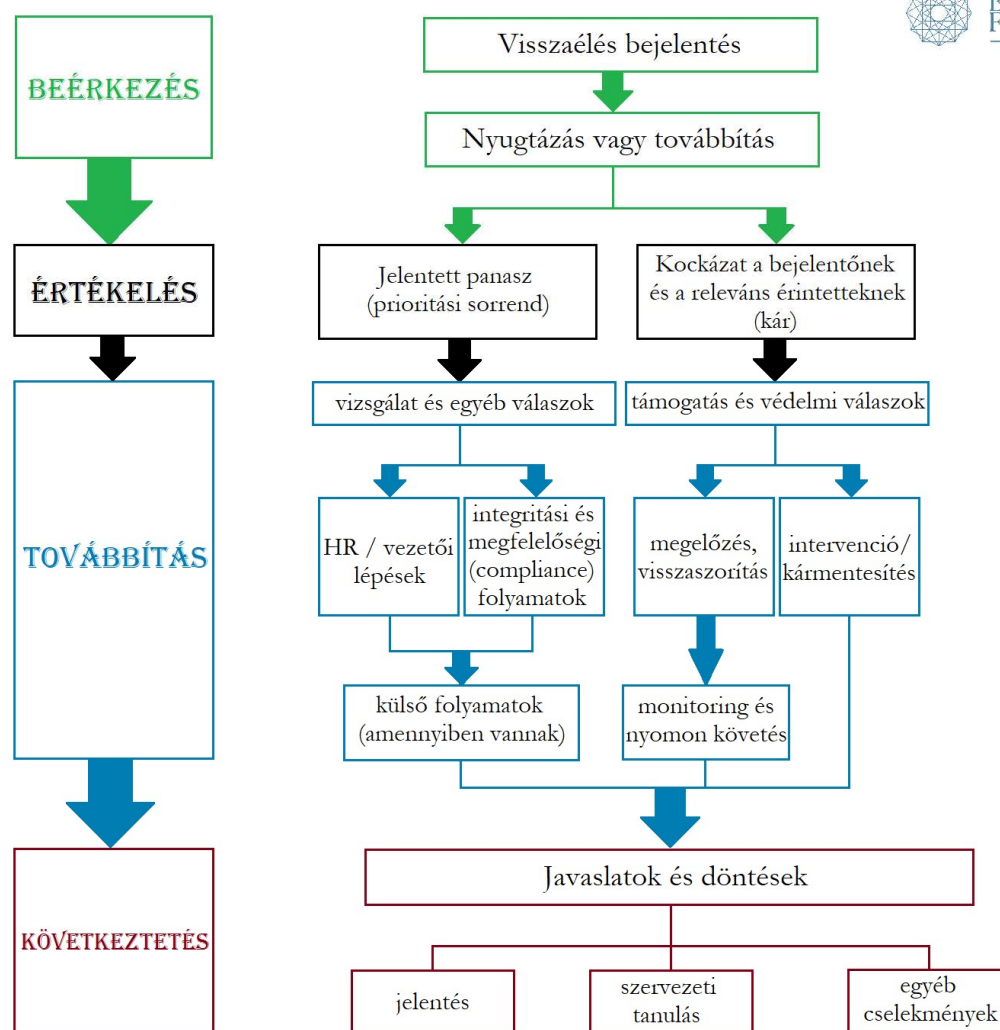 Visszaélés bejelentés
BEÉRKEZÉS
Nyugtázás vagy továbbítás
ÉRTÉKELÉS
Jelentett panasz
(prioritási sorrend)
Kockázat a bejelentőnek
és a releváns érintetteknek
(kár)
vizsgálat és egyéb válaszok
támogatás és védelmi válaszok
TOVÁBBÍTÁS
HR / vezetői
lépések
integritási és
megfelelőségi
(compliance)
folyamatok
megelőzés,
visszaszorítás
intervenció/
kármentesítés
külső folyamatok
(amennyiben vannak)
monitoring és
nyomon követés
KÖVETKEZTETÉS
Javaslatok és döntések
jelentés
szervezeti
tanulás
egyéb
cselekmények